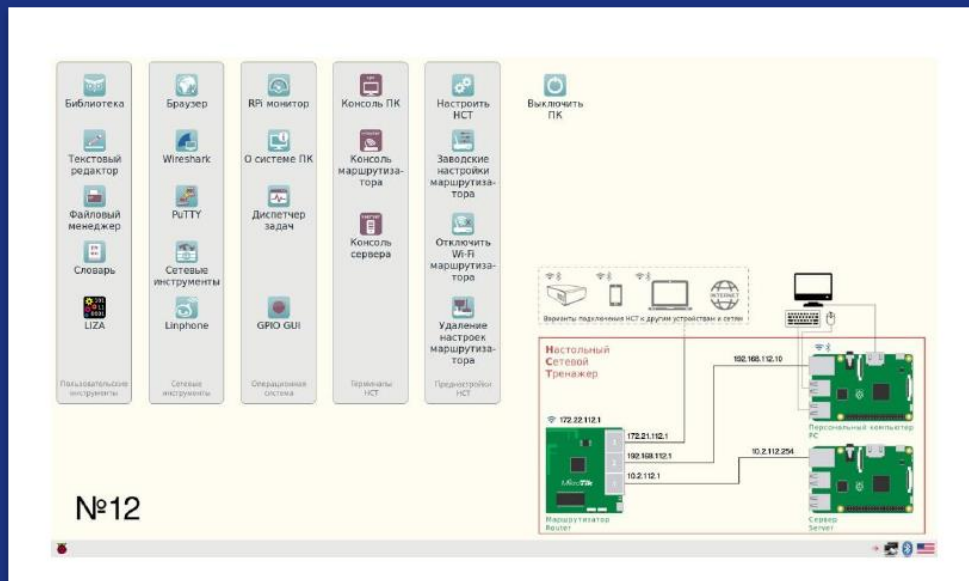 Библиотека
Текстовый
редактор
Файловый
менеджер
Словарь
LIZA
Пользовательские
инструменты
Браузер
Wireshark
PuTTY
Сетевые
инструменты
Linphone
Сетевые
инструменты
RPi монитор
О системе ПК
Диспетчер
задач
GPIO GUI
Операционная
система
Консоль ПК
Консоль
маршрутиза-
тора
Консоль
сервера
Терминалы
НСТ
Настроить
НСТ
Заводские
настройки
маршрутиза-
тора
Отключить
Wi-Fi
маршрутиза-
тора
Удаление
настроек
маршрутиза-
тора
Преднастройки
НСТ
Выключить
ПК
INTERNET
Варианты подключения НСТ к другим устройствам и сетям
Настольный
Сетевой
Тренажер
192.168.112.10
Персональный компьютер
PC
172.22.112.1
172.21.112.1
192.168.112.1
10.2.112.1
10.2.112.254
MikroTik
Маршрутизатор
Router
Сервер
Server
№12